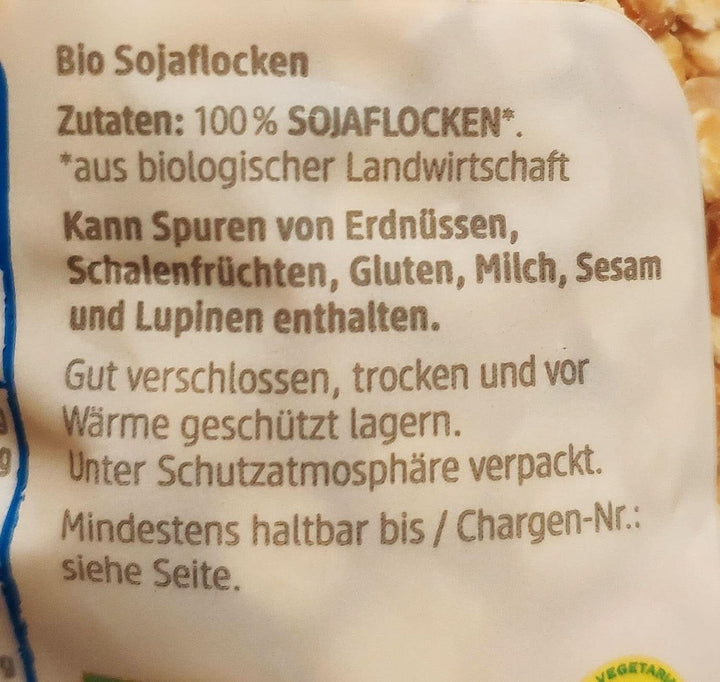 Bio Sojaflocken
Zutaten: 100% SOJAFLOCKEN*.
*aus biologischer Landwirtschaft
Kann Spuren von Erdnüssen,
Schalenfrüchten, Gluten, Milch, Sesam
und Lupinen enthalten.
Gut verschlossen, trocken und vor
Wärme geschützt lagern.
Unter Schutzatmosphäre verpackt.
Mindestens haltbar bis / Chargen-Nr.:
siehe Seite.